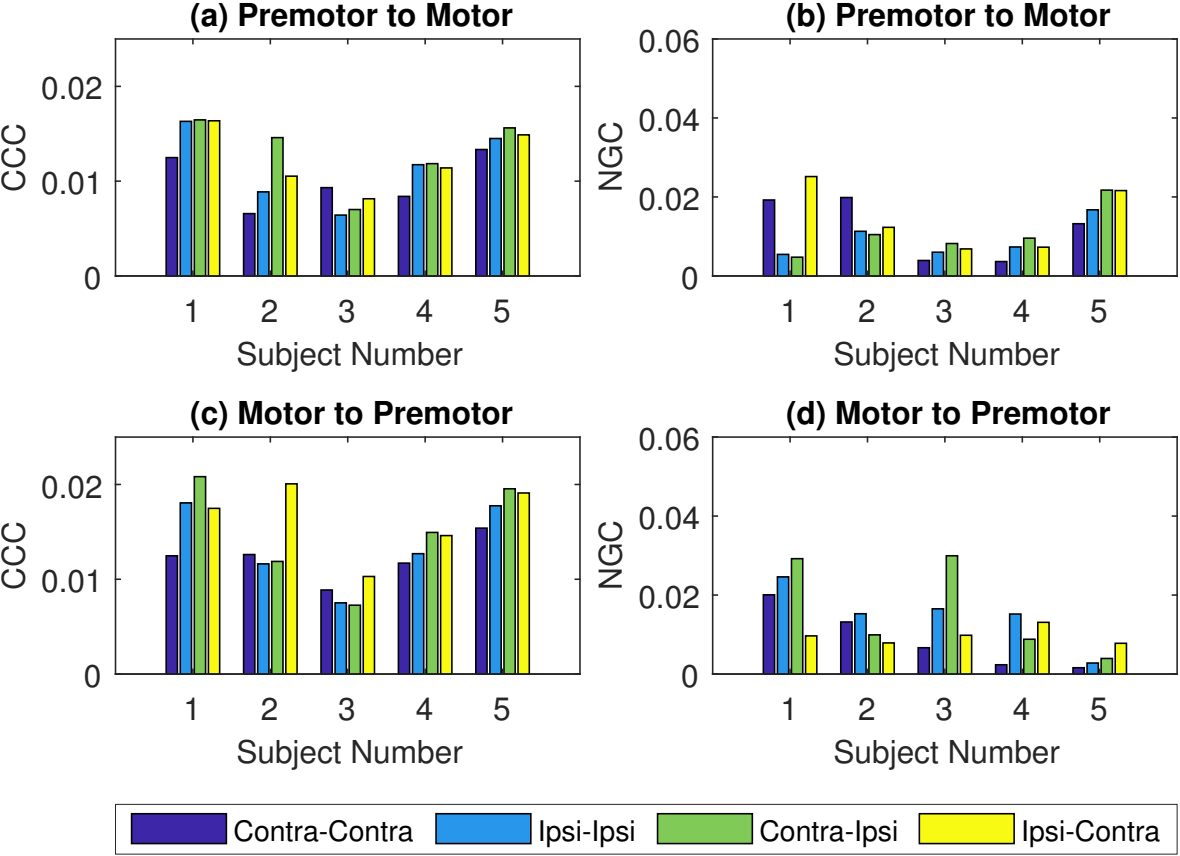 (a) Premotor to Motor
CCC
0.02
0.01
0
1 2 3 4 5
Subject Number
(b) Premotor to Motor
NGC
0.06
0.04
0.02
0
1 2 3 4 5
Subject Number
(c) Motor to Premotor
CCC
0.02
0.01
0
1 2 3 4 5
Subject Number
(d) Motor to Premotor
NGC
0.06
0.04
0.02
0
1 2 3 4 5
Subject Number
Contra-Contra Ipsi-Ipsi Contra-Ipsi Ipsi-Contra